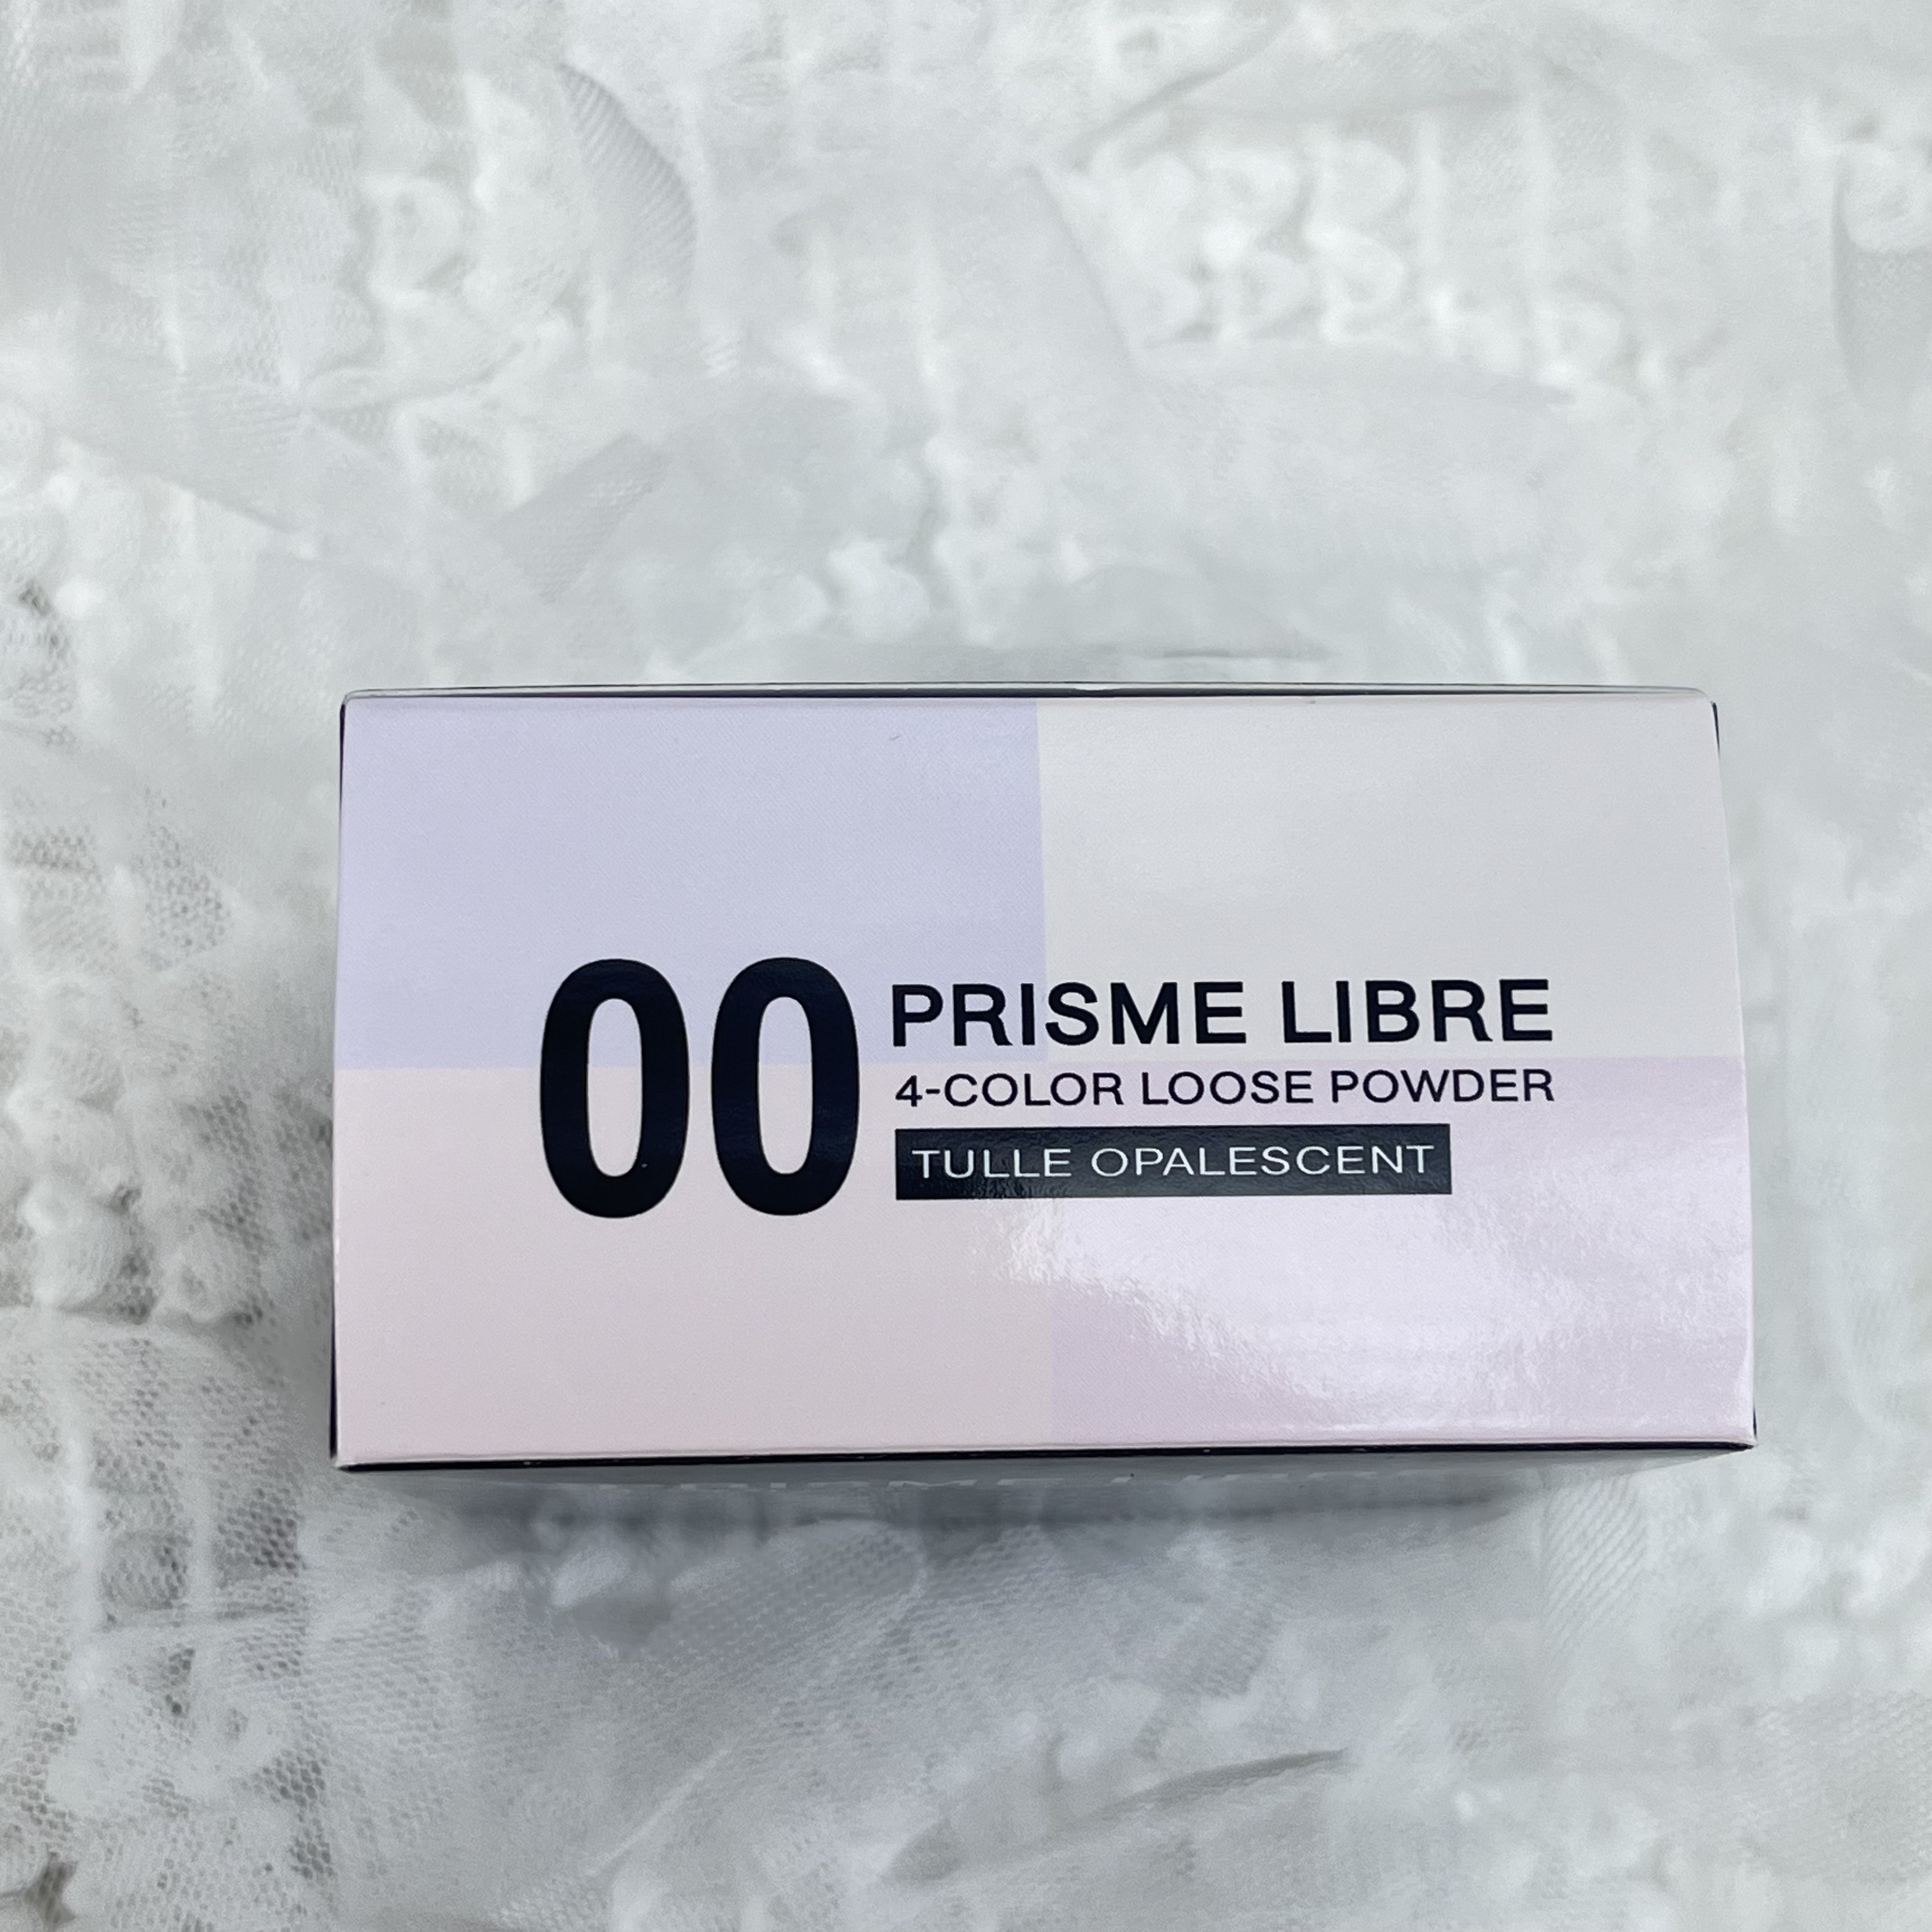 00
PRISME LIBRE
4-COLOR LOOSE POWDER
TULLE OPALESCENT